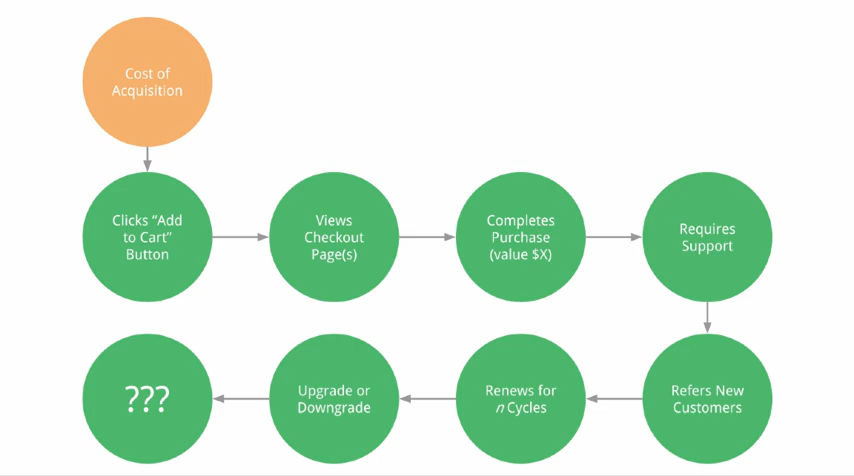 Cost of
Acquisition
Clicks “Add
to Cart”
Button
Views
Checkout
Page(s)
Completes
Purchase
(value $X)
Requires
Support
Refers New
Customers
Renews for
n Cycles
Upgrade or
Downgrade
???